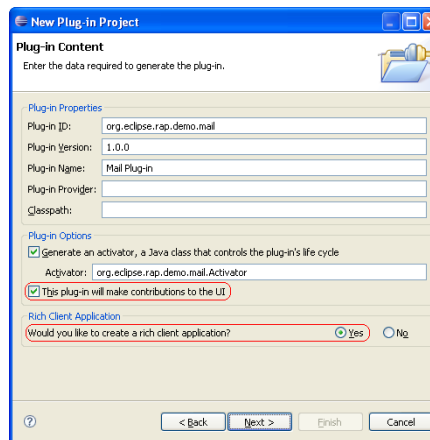 New Plug-in Project
Plug-in Content
Enter the data required to generate the plug-in.
Plug-in Properties
Plug-in ID: org.eclipse.rap.demo.mail
Plug-in Version: 1.0.0
Plug-in Name: Mail Plug-in
Plug-in Provider:
Classpath:
Plug-in Options
Generate an activator, a Java class that controls the plug-in's life cycle
Activator: org.eclipse.rap.demo.mail.Activator
This plug-in will make contributions to the UI
Rich Client Application
Would you like to create a rich client application? Yes No
? < Back Next > Finish Cancel